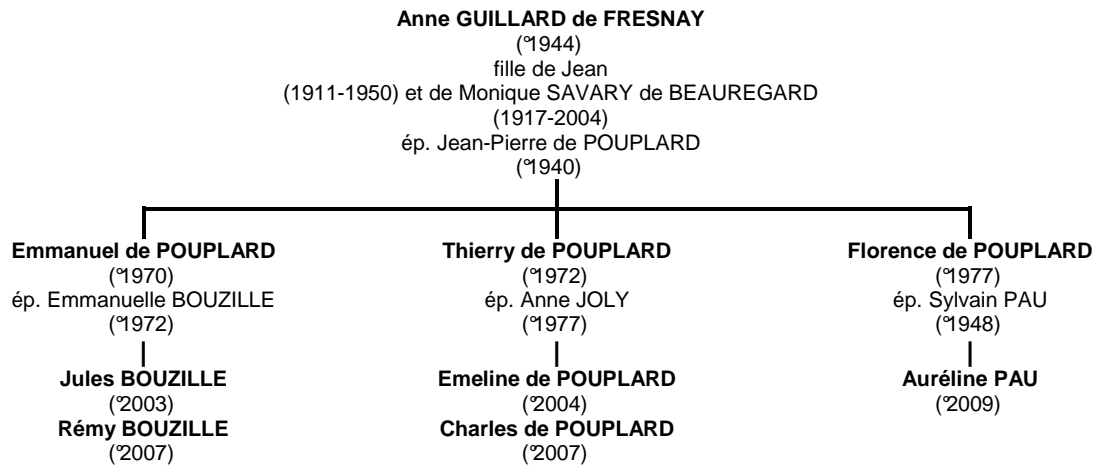 Anne GUILLARD de FRESNAY
(°1944)
fille de Jean
(1911-1950) et de Monique SAVARY de BEAUREGARD
(1917-2004)
ép. Jean-Pierre de POUPLARD
(°1940)
Emmanuel de POUPLARD
(°1970)
ép. Emmanuelle BOUZILLE
(°1972)
Jules BOUZILLE
(°2003)
Rémy BOUZILLE
(°2007)
Thierry de POUPLARD
(°1972)
ép. Anne JOLY
(°1977)
Emeline de POUPLARD
(°2004)
Charles de POUPLARD
(°2007)
Florence de POUPLARD
(°1977)
ép. Sylvain PAU
(°1948)
Auréline PAU
(°2009)